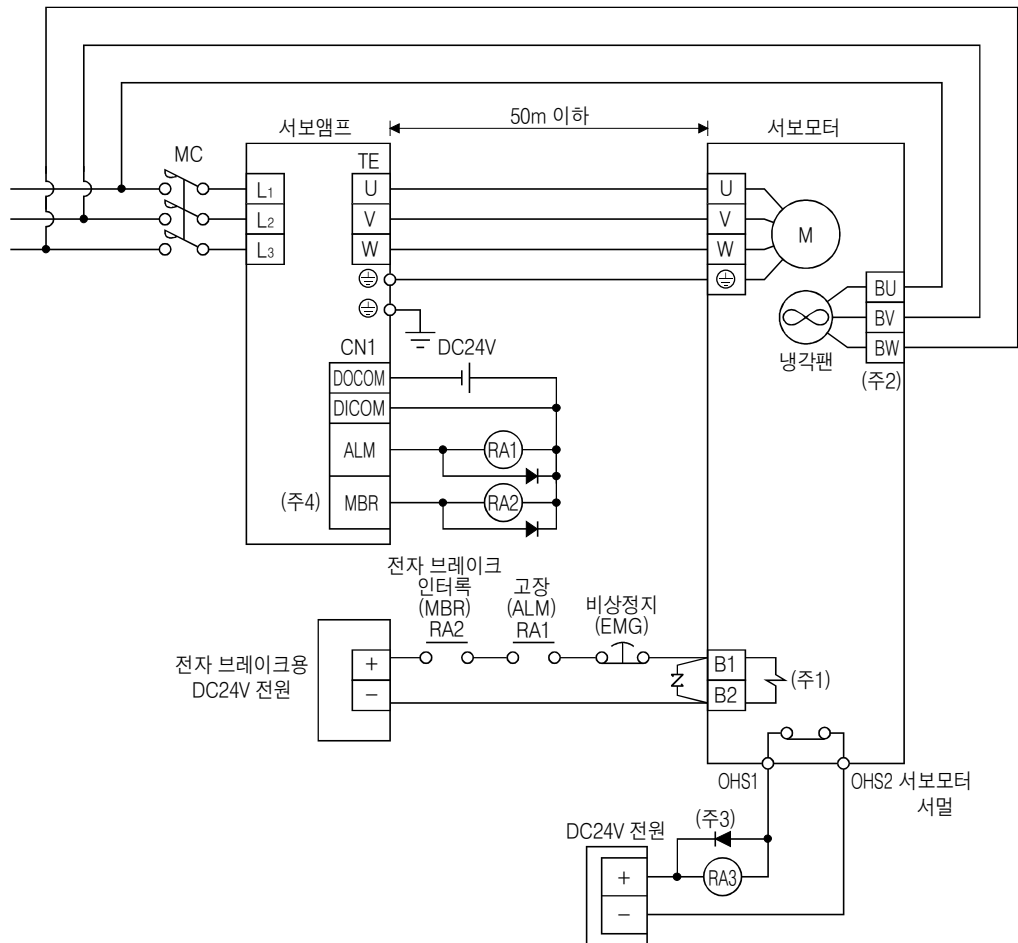 50m 이하
서보앰프
서보모터
MC
TE
L1
U
U
L2
V
V
M
L3
W
W
BU
BV
BW
냉각팬
(주2)
CN1
DC24V
DOCOM
DICOM
ALM
RA1
(주4)
MBR
RA2
전자 브레이크
인터록
(MBR)
RA2
고장
(ALM)
RA1
비상정지
(EMG)
전자 브레이크용
DC24V 전원
+
−
B1
B2
(주1)
OHS1
OHS2 서보모터
서멀
(주3)
DC24V 전원
+
RA3
−